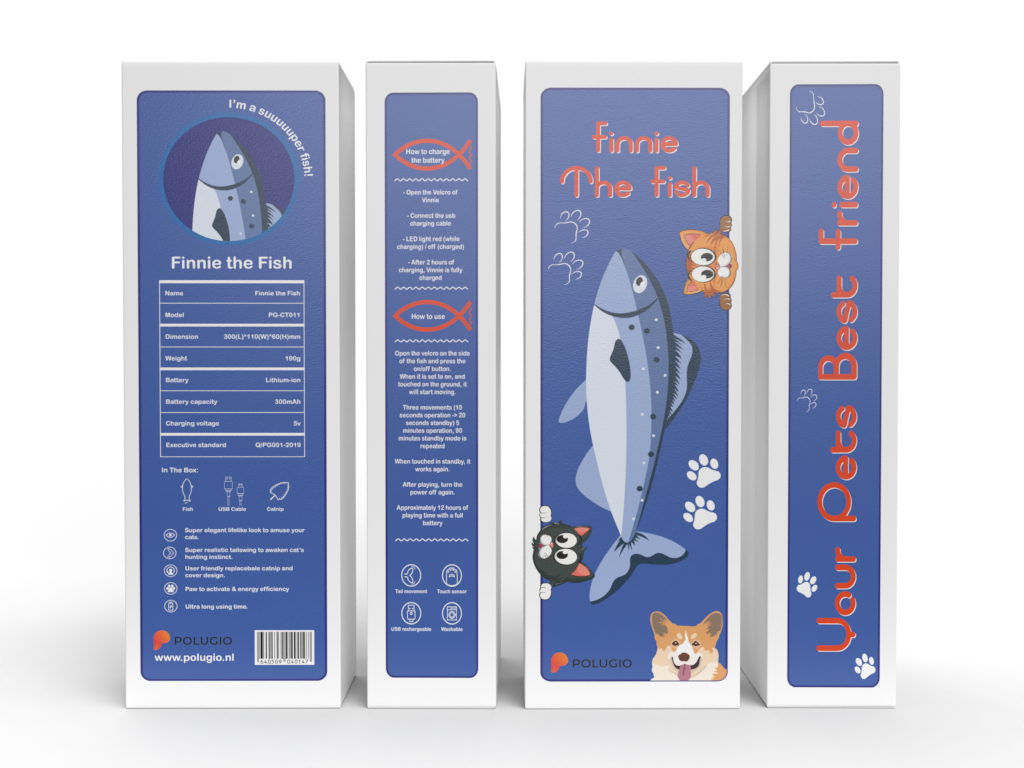 I'm a suuuuuper fish!
Finnie the Fish
Name Finnie the Fish
Model PG-CT011
Dimension 300(L)*110(W)*60(H)mm
Weight 190g
Battery Lithium-ion
Battery capacity 300mAh
Charging voltage 5v
Executive standard Q/PG001-2019
In The Box:
Fish USB Cable Catnip
Super elegant lifelike look to amuse your
cats.
Super realistic tailswing to awaken cat's
hunting instinct.
User friendly replacebale catnip and
cover design.
Paw to activate & energy efficiency
Ultra long using time.
POLUGIO
www.polugio.nl
640509 040147
How to charge
the battery
- Open the Velcro of
Vinnie
- Connect the usb
charging cable
- LED light red (while
charging) / off (charged)
- After 2 hours of
charging, Vinnie is fully
charged
How to use
Open the velcro on the side
of the fish and press the
on/off button.
When it is set to on, and
touched on the ground, it
will start moving.
Three movements (10
seconds operation -> 20
seconds standby) 5
minutes operation, 90
minutes standby mode is
repeated
When touched in standby, it
works again.
After playing, turn the
power off again.
Approximately 12 hours of
playing time with a full
battery
Tail movement Touch sensor
USB rechargeable Washable
finnie
The fish
POLUGIO
Your Pets Best friend